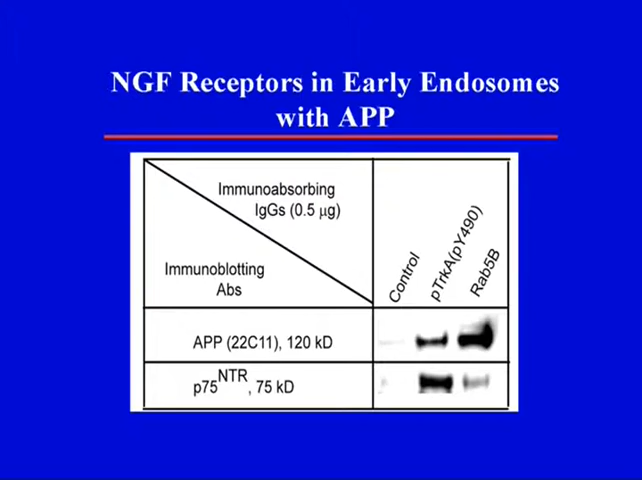 NGF Receptors in Early Endosomes
with APP
Immunoabsorbing
IgGs (0.5 µg)
Immunoblotting
Abs
Control
pTrkA(pY490)
Rab5B
APP (22C11), 120 kD
p75NTR, 75 kD